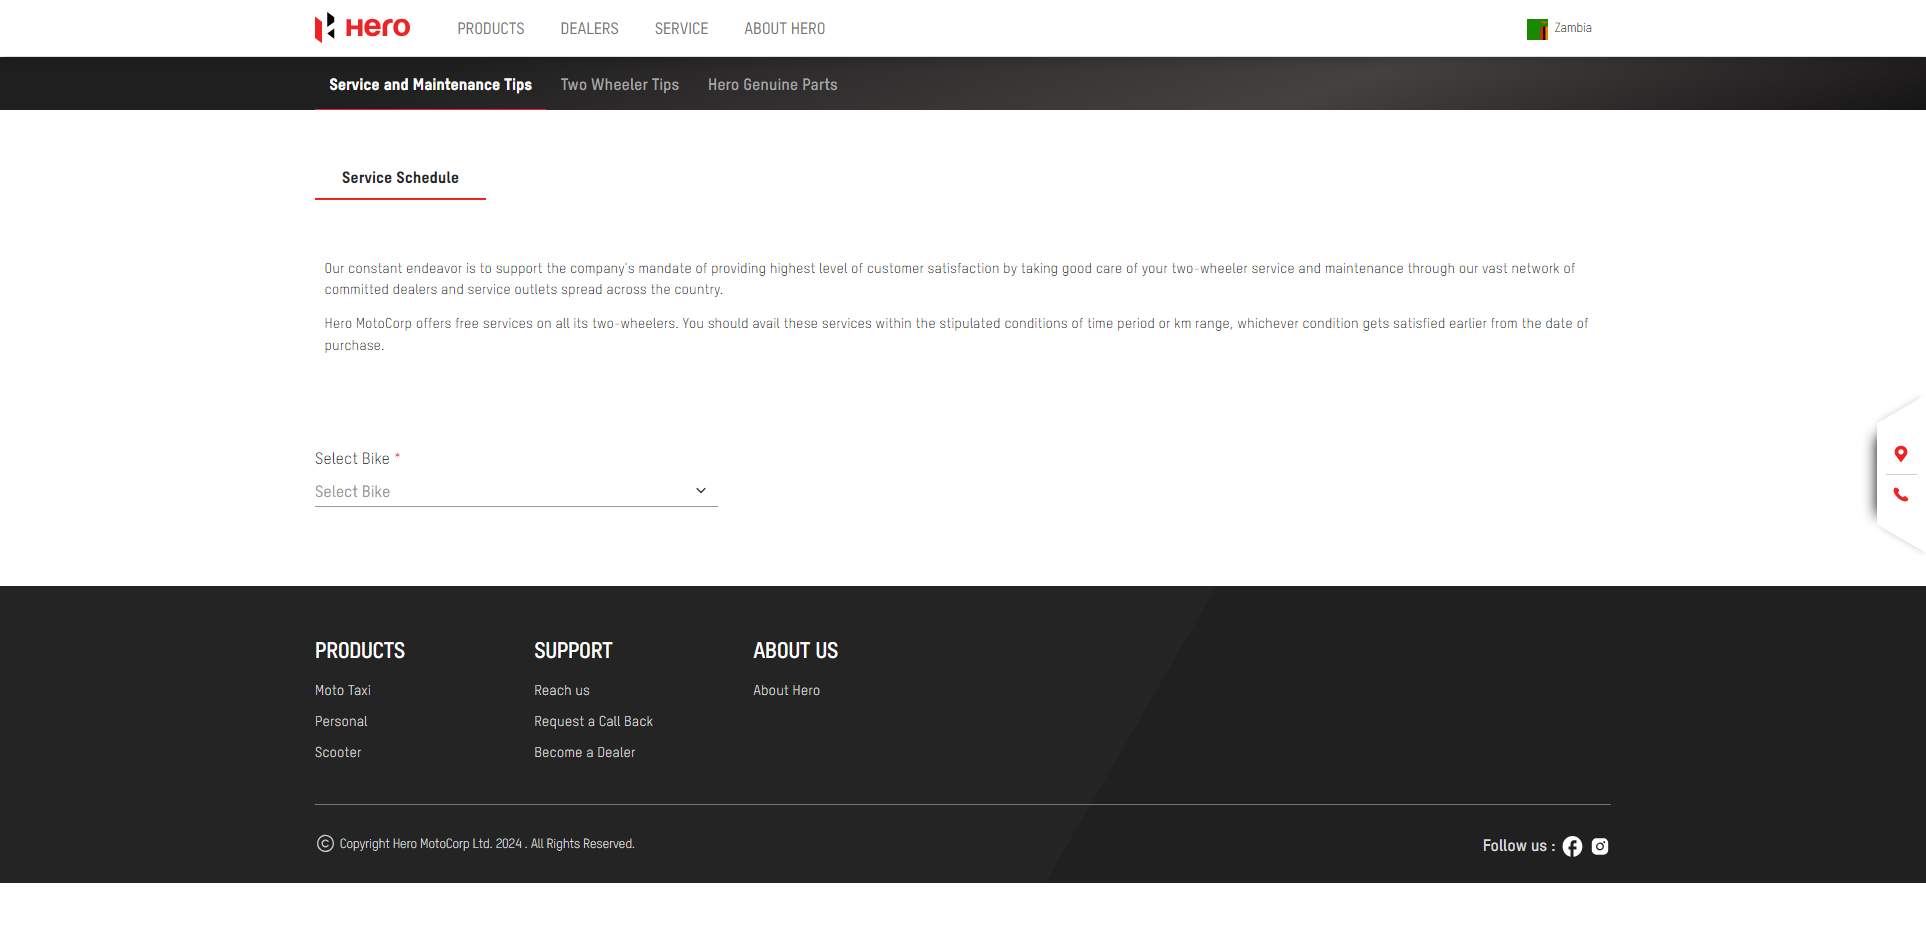 Hero
PRODUCTS
DEALERS
SERVICE
ABOUT HERO
Zambia
Service and Maintenance Tips
Two Wheeler Tips
Hero Genuine Parts
Service Schedule
Our constant endeavor is to support the company's mandate of providing highest level of customer satisfaction by taking good care of your two-wheeler service and maintenance through our vast network of
committed dealers and service outlets spread across the country.
Hero MotoCorp offers free services on all its two-wheelers. You should avail these services within the stipulated conditions of time period or km range, whichever condition gets satisfied earlier from the date of
purchase.
Select Bike *
Select Bike
PRODUCTS
Moto Taxi
Personal
Scooter
SUPPORT
Reach us
Request a Call Back
Become a Dealer
ABOUT US
About Hero
© Copyright Hero MotoCorp Ltd. 2024 . All Rights Reserved.
Follow us :